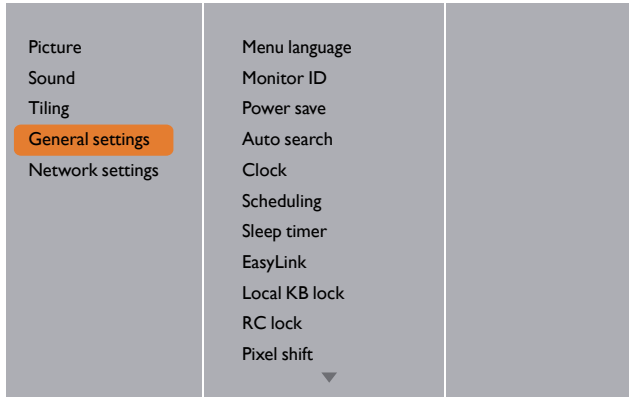 Picture
Sound
Tiling
General settings
Network settings
Menu language
Monitor ID
Power save
Auto search
Clock
Scheduling
Sleep timer
EasyLink
Local KB lock
RC lock
Pixel shift